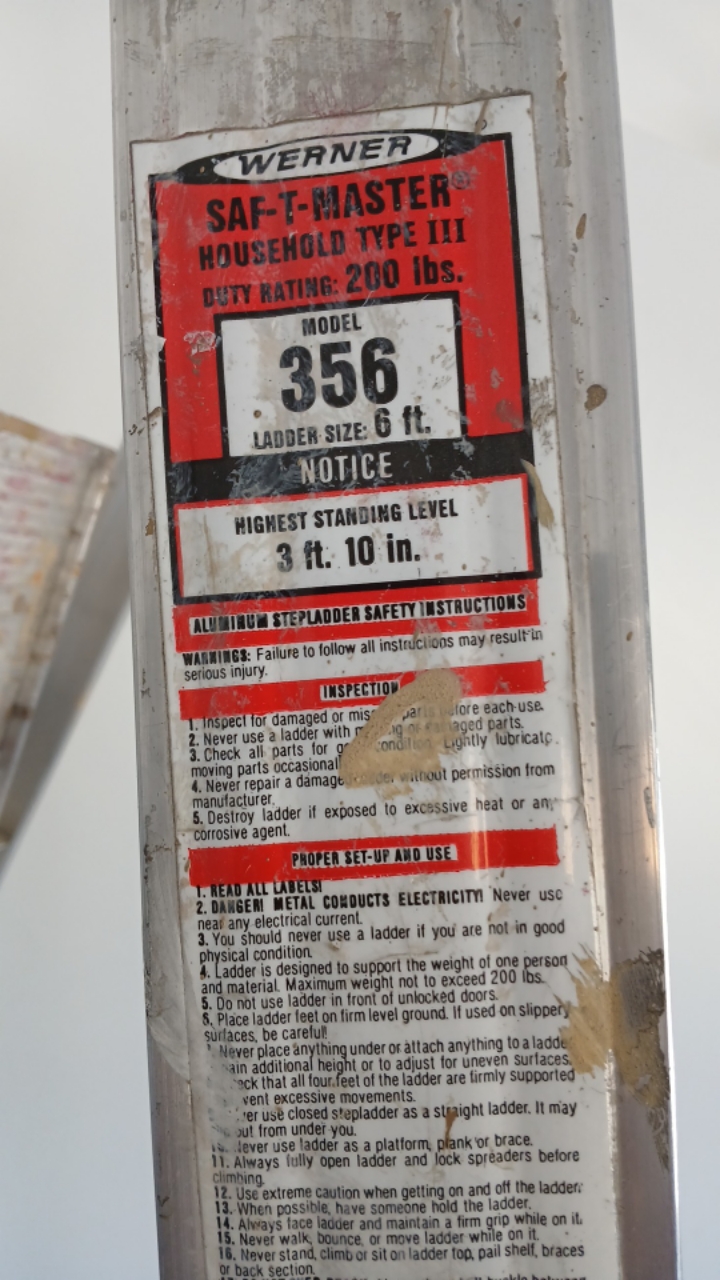 WERNER
SAF-T-MASTER®
HOUSEHOLD TYPE III
DUTY RATING: 200 lbs.
MODEL
356
LADDER SIZE: 6 ft.
NOTICE
HIGHEST STANDING LEVEL
3 ft. 10 in.
ALUMINUM STEPLADDER SAFETY INSTRUCTIONS
WARNINGS: Failure to follow all instructions may result in
serious injury.
INSPECTION
1. Inspect for damaged or parts before each use.
2. Never use a ladder with parts.
3. Check all parts for condition. Lightly lubricate
moving parts
4. Never repair a without permission from
manufacturer.
5. Destroy ladder if exposed to excessive heat or any
corrosive agent.
PROPER SET-UP AND USE
1. READ ALL LABELS!
2. DANGER! METAL CONDUCTS ELECTRICITY! Never use
near any electrical current.
3. You should never use a ladder if you are not in good
physical condition.
4. Ladder is designed to support the weight of one person
and material. Maximum weight not to exceed 200 lbs.
5. Do not use ladder in front of unlocked doors.
6. Place ladder feet on firm level ground. If used on slippery
surfaces, be careful!
Never place anything under or attach anything to a ladder
additional height or to adjust for uneven surfaces.
that all four feet of the ladder are firmly supported
excessive movements.
use closed stepladder as a straight ladder. It may
out from under you.
use ladder as a platform, plank or brace.
11. Always fully open ladder and lock spreaders before
climbing.
12. Use extreme caution when getting on and off the ladder.
13. When possible, have someone hold the ladder.
14. Always face ladder and maintain a firm grip while on it.
15. Never walk, bounce, or move ladder while on it.
16. Never stand, climb or sit on ladder top, pail shelf, braces
or back section.